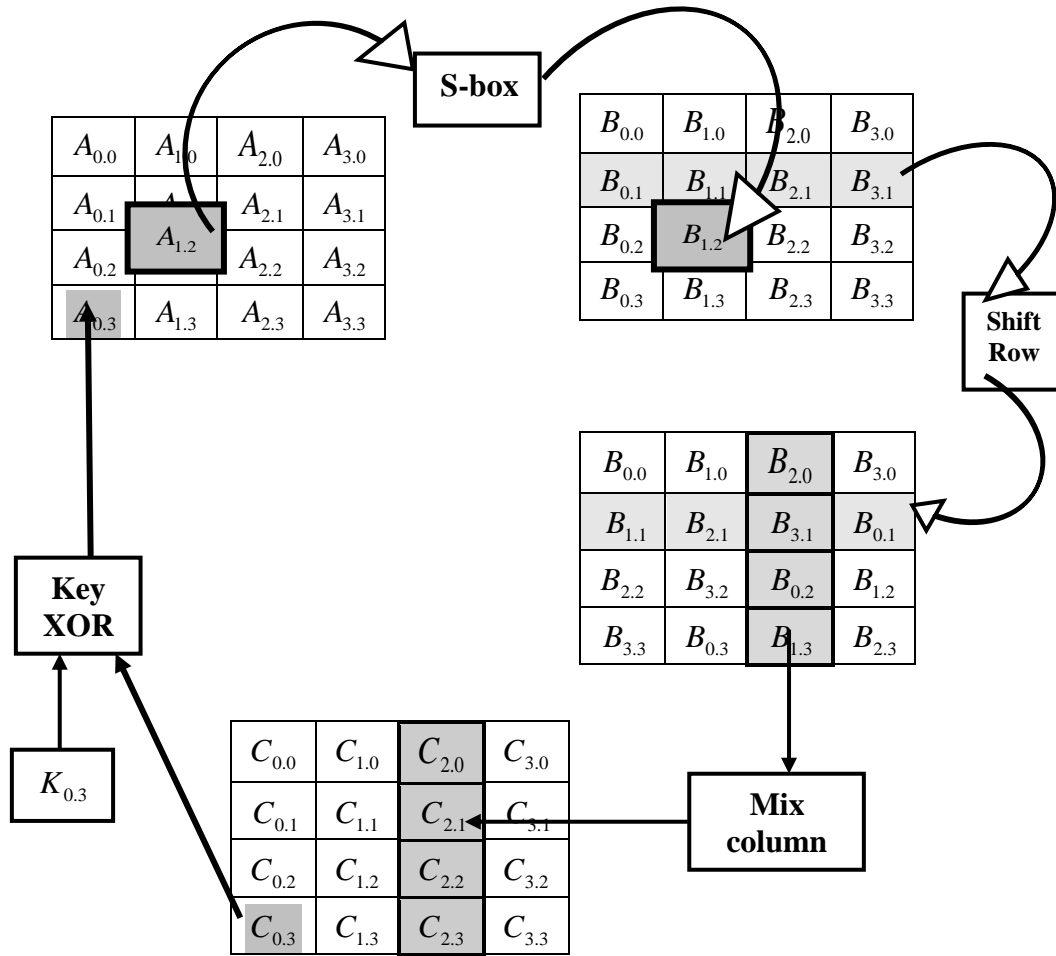 S-box
A0.0 A1.0 A2.0 A3.0
A0.1 A2.1 A3.1
A1.2
A0.2 A2.2 A3.2
A0.3 A1.3 A2.3 A3.3
B0.0 B1.0 B2.0 B3.0
B0.1 B1.1 B2.1 B3.1
B0.2 B1.2 B2.2 B3.2
B0.3 B1.3 B2.3 B3.3
Shift
Row
B0.0 B1.0 B2.0 B3.0
B1.1 B2.1 B3.1 B0.1
B2.2 B3.2 B0.2 B1.2
B3.3 B0.3 B1.3 B2.3
Key
XOR
K0.3
C0.0 C1.0 C2.0 C3.0
C0.1 C1.1 C2.1 C3.1
C0.2 C1.2 C2.2 C3.2
C0.3 C1.3 C2.3 C3.3
Mix
column